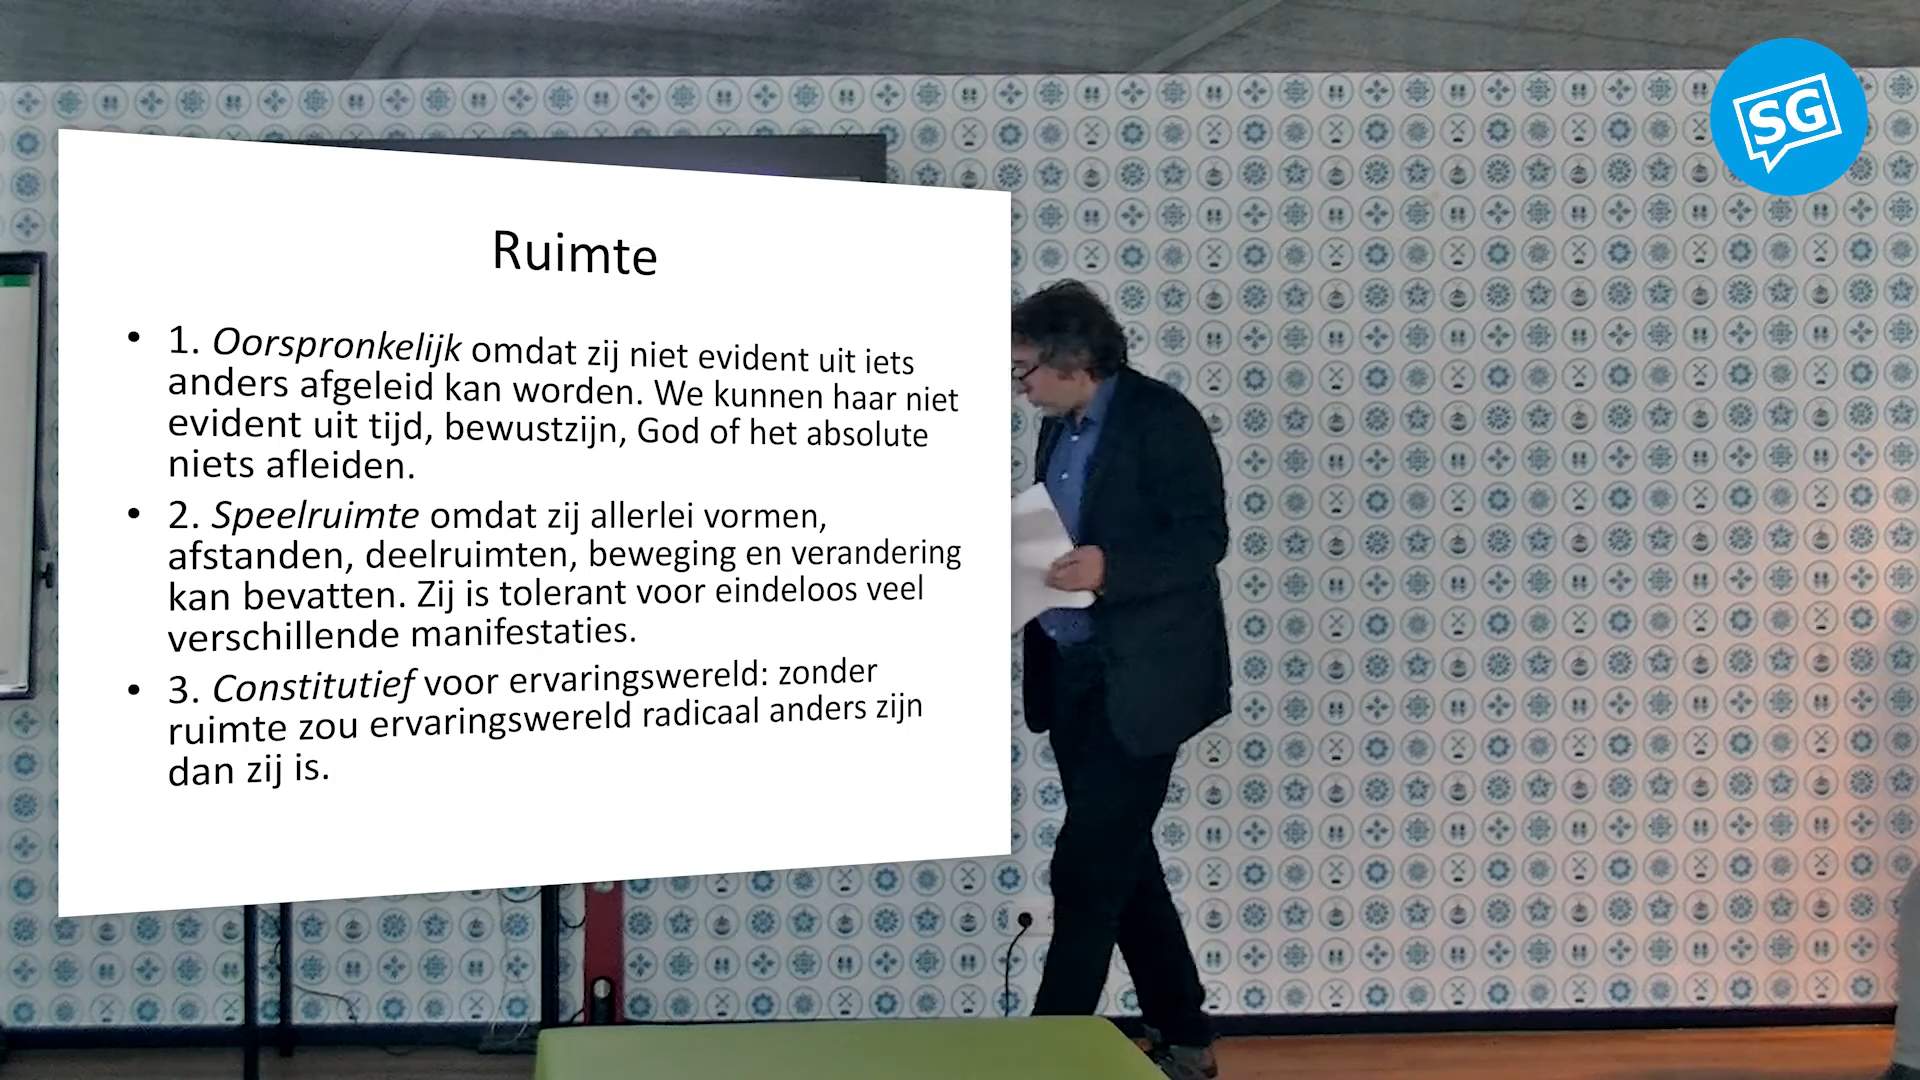 SG
Ruimte
• 1. Oorspronkelijk omdat zij niet evident uit iets
anders afgeleid kan worden. We kunnen haar niet
evident uit tijd, bewustzijn, God of het absolute
niets afleiden.
• 2. Speelruimte omdat zij allerlei vormen,
afstanden, deelruimten, beweging en verandering
kan bevatten. Zij is tolerant voor eindeloos veel
verschillende manifestaties.
• 3. Constitutief voor ervaringswereld: zonder
ruimte zou ervaringswereld radicaal anders zijn
dan zij is.